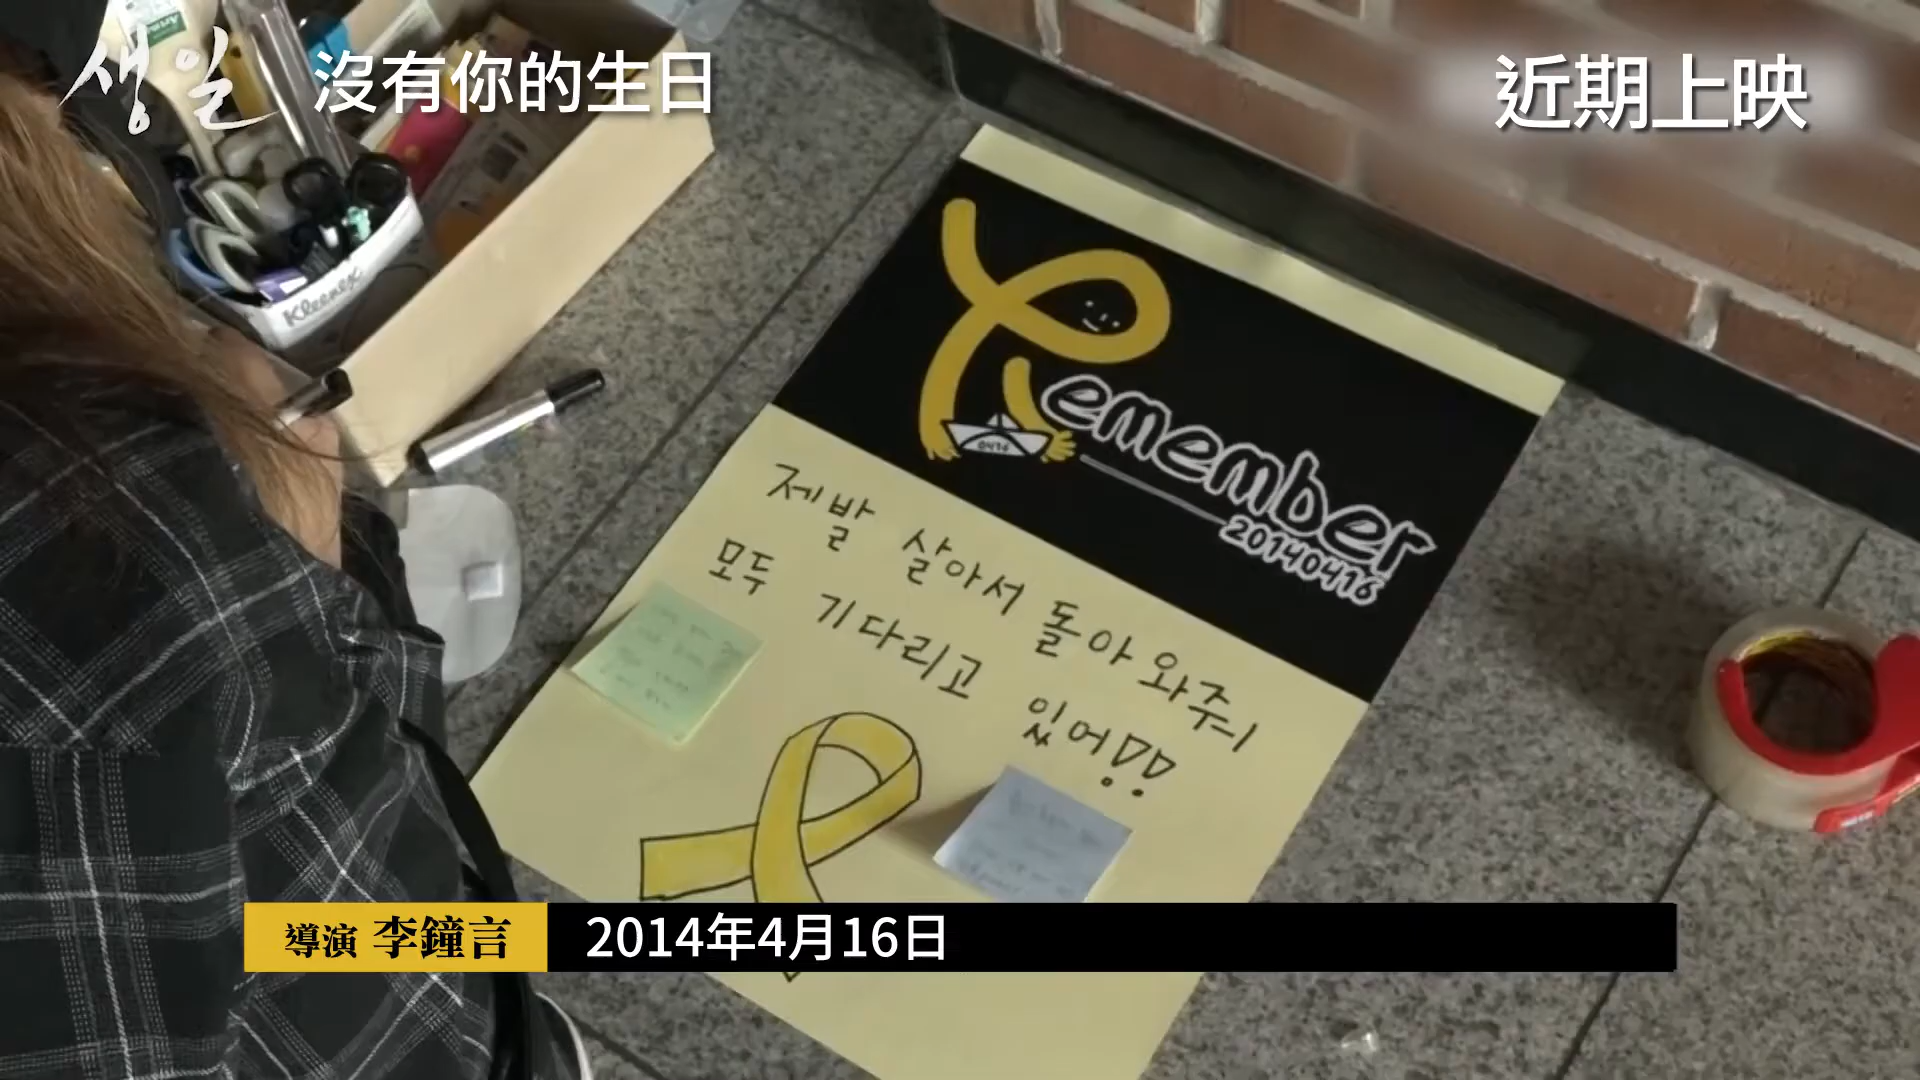 생일
沒有你的生日
近期上映
Kleenex
0416
Remember
20140416
제발 살아서 돌아와줘
모두 기다리고 있어!!
導演 李鐘言
2014年4月16日